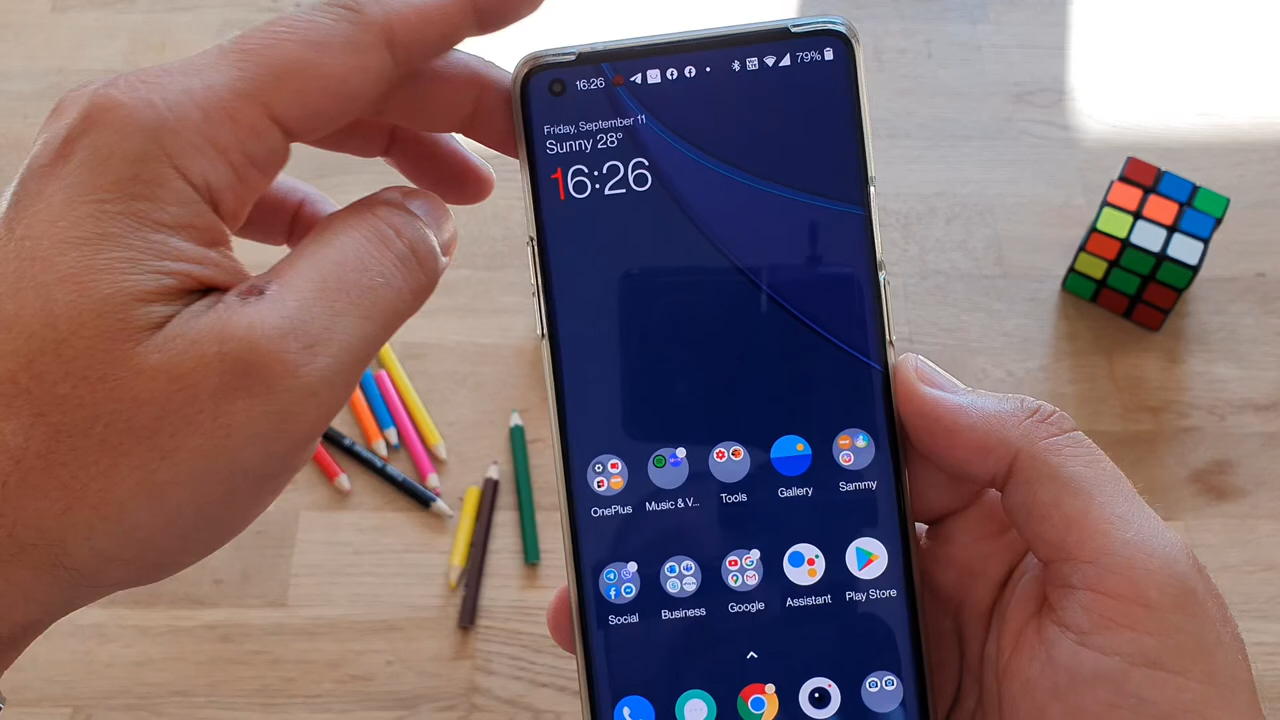 16:26
79%
Friday, September 11
Sunny 28°
16:26
OnePlus
Music & V...
Tools
Gallery
Sammy
Social
Business
Google
Assistant
Play Store